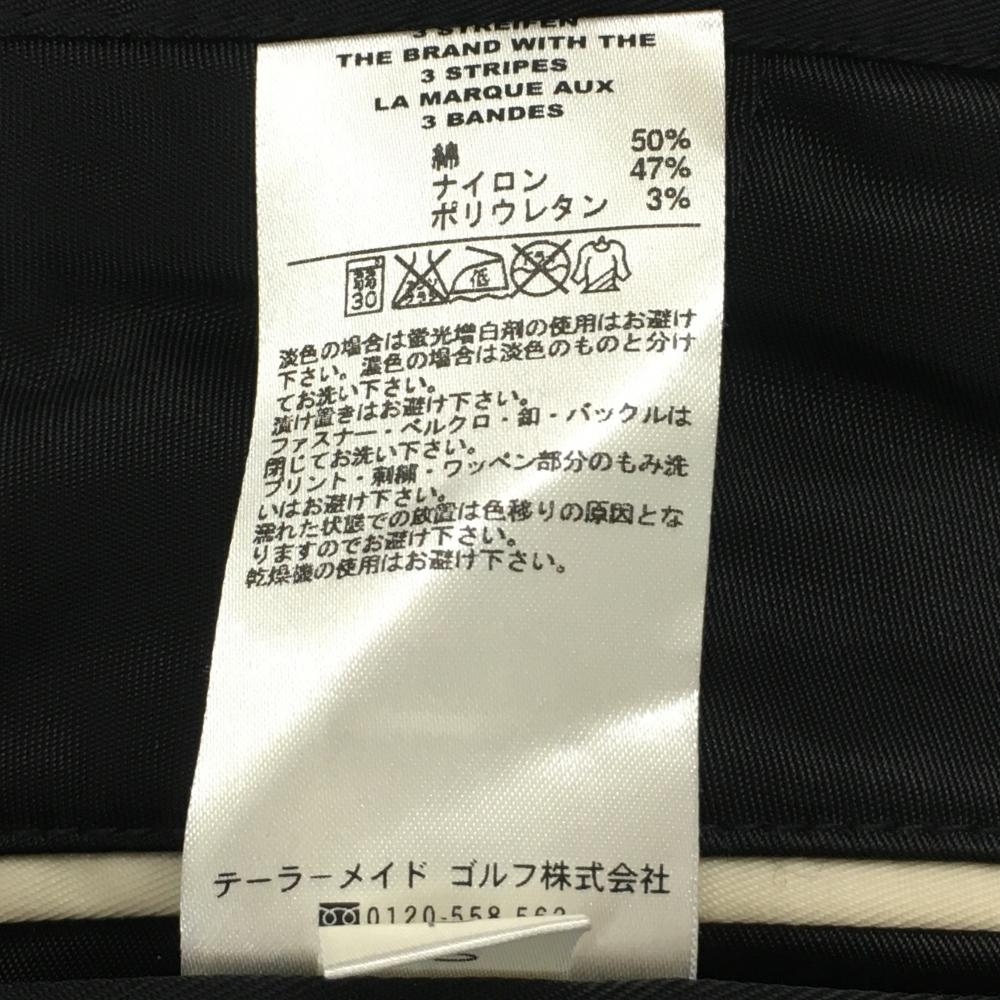 3 STREIFEN
THE BRAND WITH THE
3 STRIPES
LA MARQUE AUX
3 BANDES
綿 50%
ナイロン 47%
ポリウレタン 3%
弱
30
低
淡色の場合は蛍光増白剤の使用はお避け
下さい。濃色の場合は淡色のものと分け
てお洗い下さい。
漬け置きはお避け下さい。
ファスナー・ベルクロ・釦・バックルは
閉じてお洗い下さい。
プリント・刺繍・ワッペン部分のもみ洗
いはお避け下さい。
濡れた状態での放置は色移りの原因とな
りますのでお避け下さい。
乾燥機の使用はお避け下さい。
テーラーメイド ゴルフ株式会社
0120-558-562